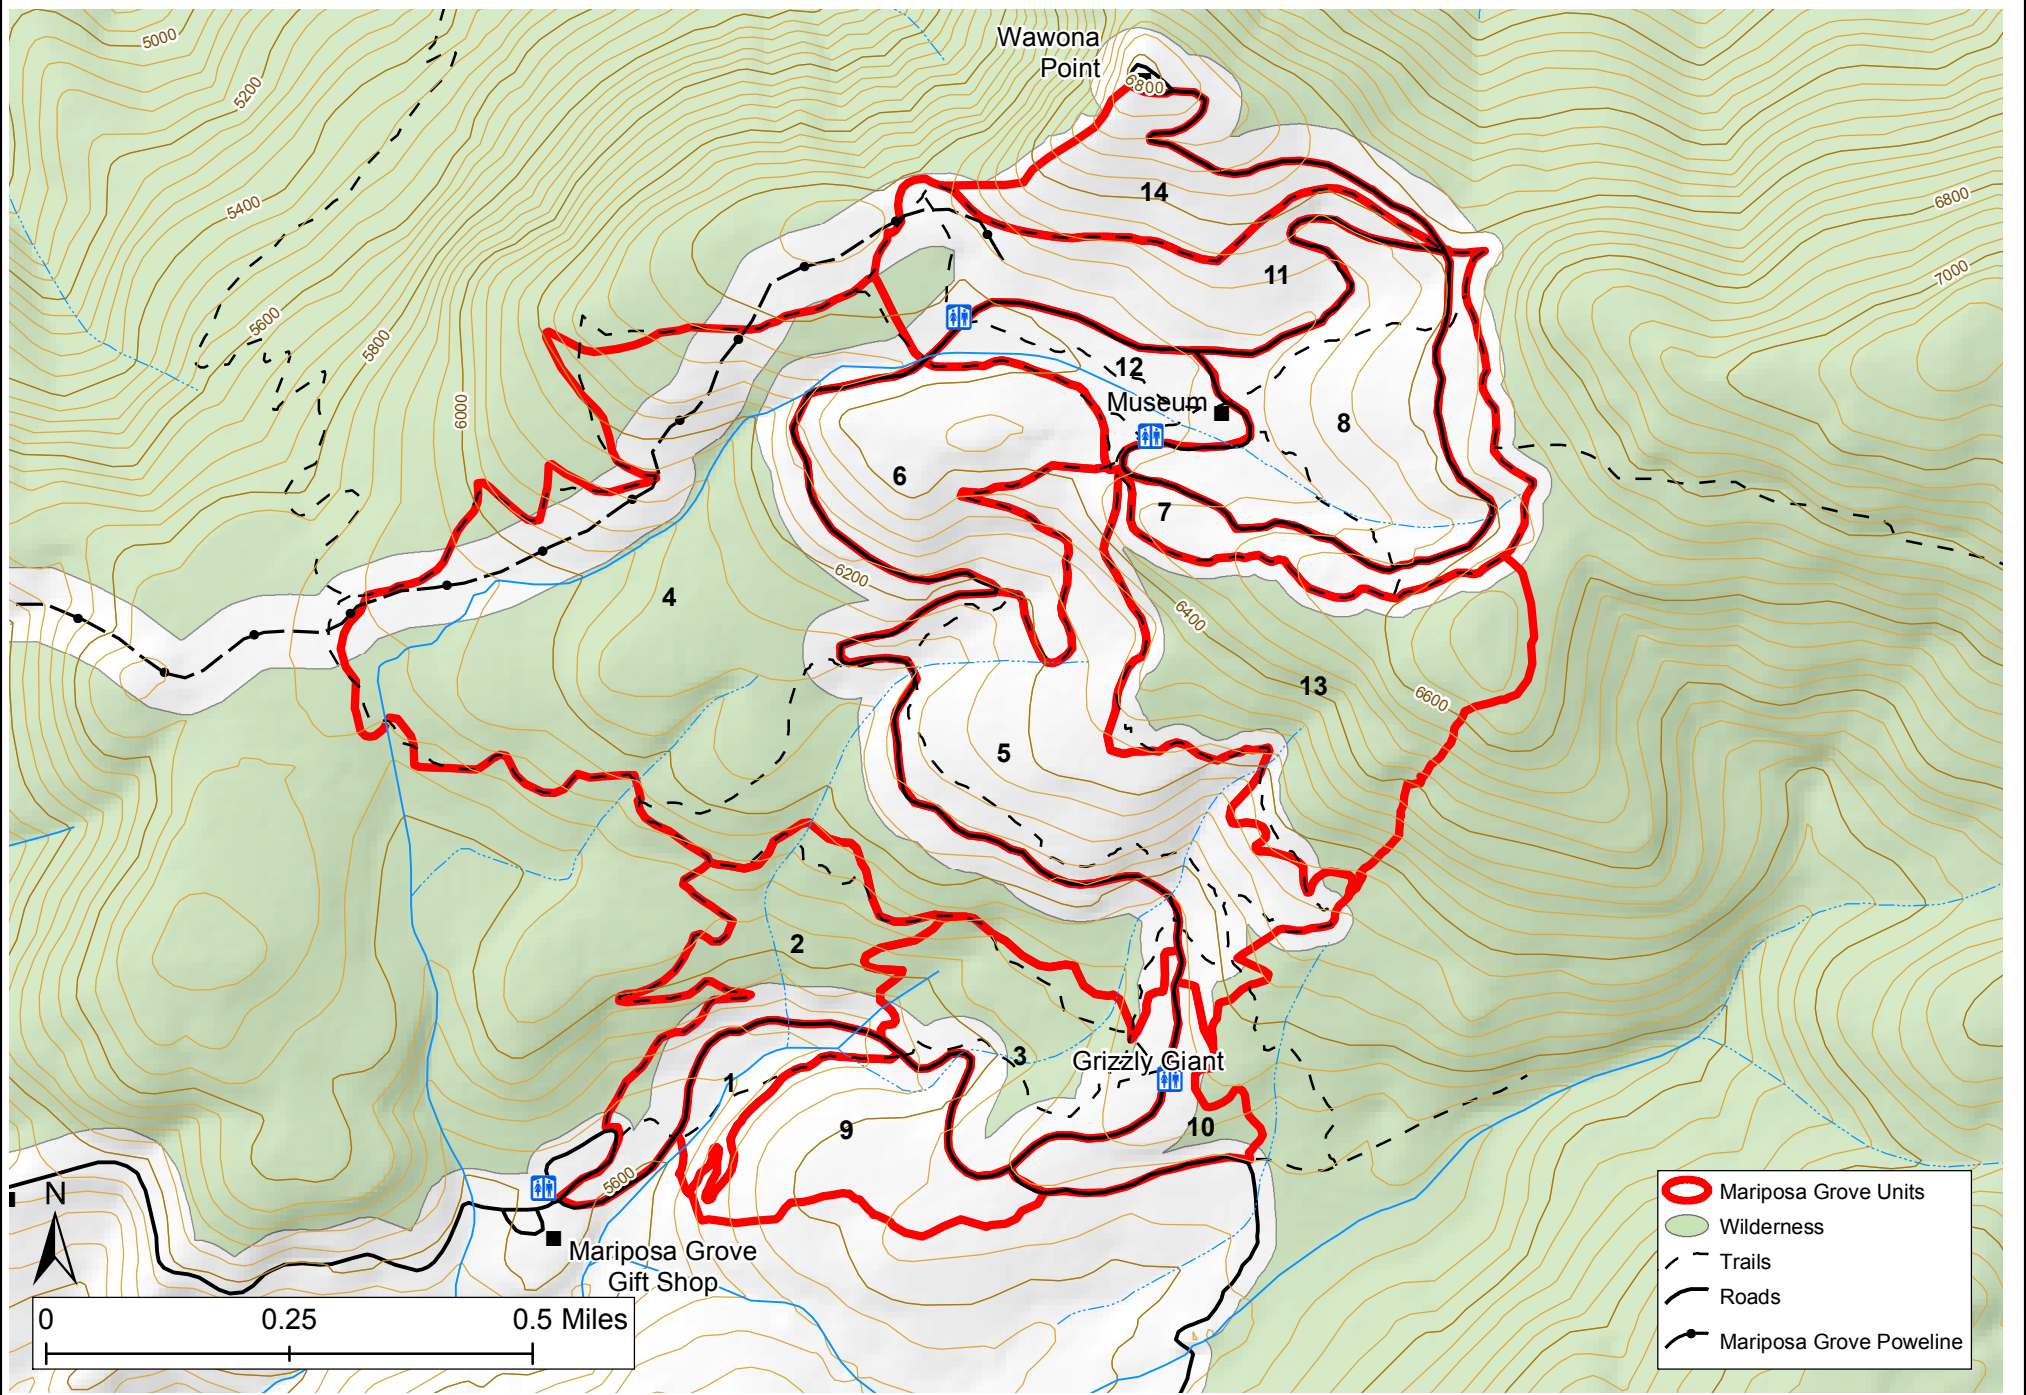 Wawona
Point
5000
5200
5400
5600
5800
6000
6800
6800
7000
14
11
12
Museum
8
6
7
6200
4
6400
13
6600
5
2
3
Grizzly Giant
1
9
10
5600
Mariposa Grove
Gift Shop
N
0 0.25 0.5 Miles
Mariposa Grove Units
Wilderness
Trails
Roads
Mariposa Grove Poweline